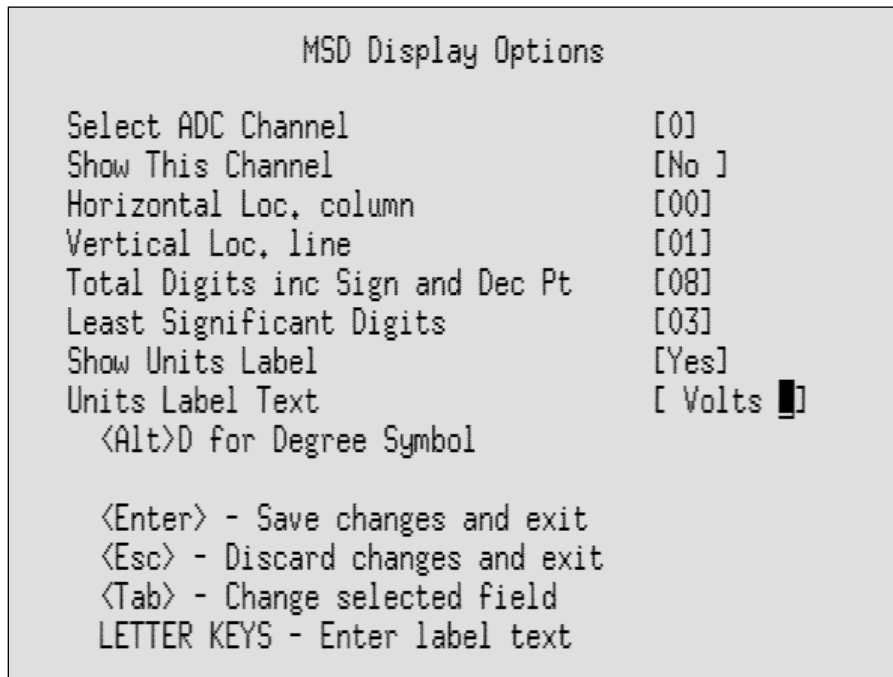 MSD Display Options
Select ADC Channel [0]
Show This Channel [No ]
Horizontal Loc. column [00]
Vertical Loc. line [01]
Total Digits inc Sign and Dec Pt [08]
Least Significant Digits [03]
Show Units Label [Yes]
Units Label Text [ Volts ]
<Alt>D for Degree Symbol
<Enter> - Save changes and exit
<Esc> - Discard changes and exit
<Tab> - Change selected field
LETTER KEYS - Enter label text